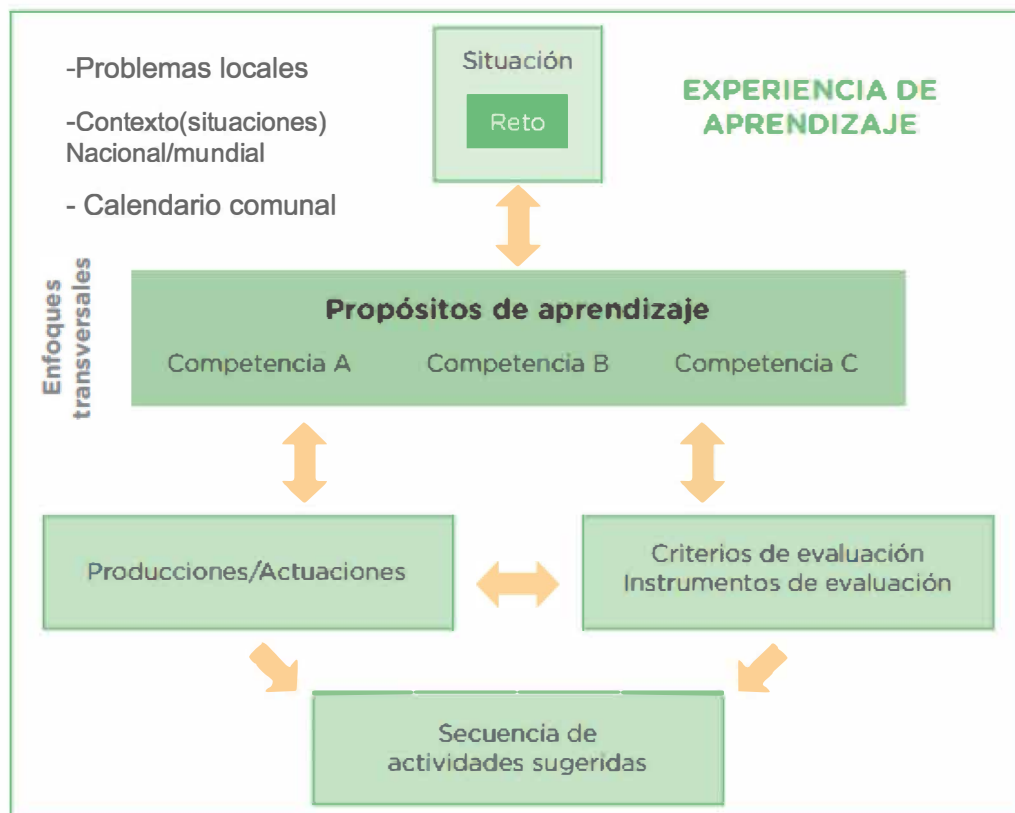 -Problemas locales
-Contexto(situaciones)
Nacional/mundial
- Calendario comunal
Situación
Reto
EXPERIENCIA DE
APRENDIZAJE
Enfoques
transversales
Propósitos de aprendizaje
Competencia A
Competencia B
Competencia C
Producciones/Actuaciones
Criterios de evaluación
Instrumentos de evaluación
Secuencia de
actividades sugeridas